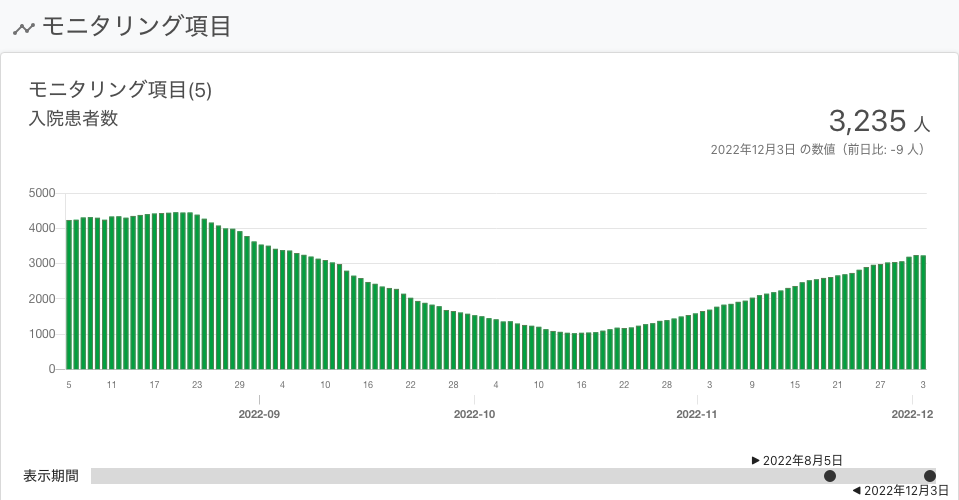 モニタリング項目
モニタリング項目(5)
入院患者数
3,235 人
2022年12月3日 の数値（前日比: -9 人）
5000
4000
3000
2000
1000
0
5 11 17 23 29 4 10 16 22 28 4 10 16 22 28 3 9 15 21 27 3
2022-09 2022-10 2022-11 2022-12
▶ 2022年8月5日
表示期間
◀ 2022年12月3日